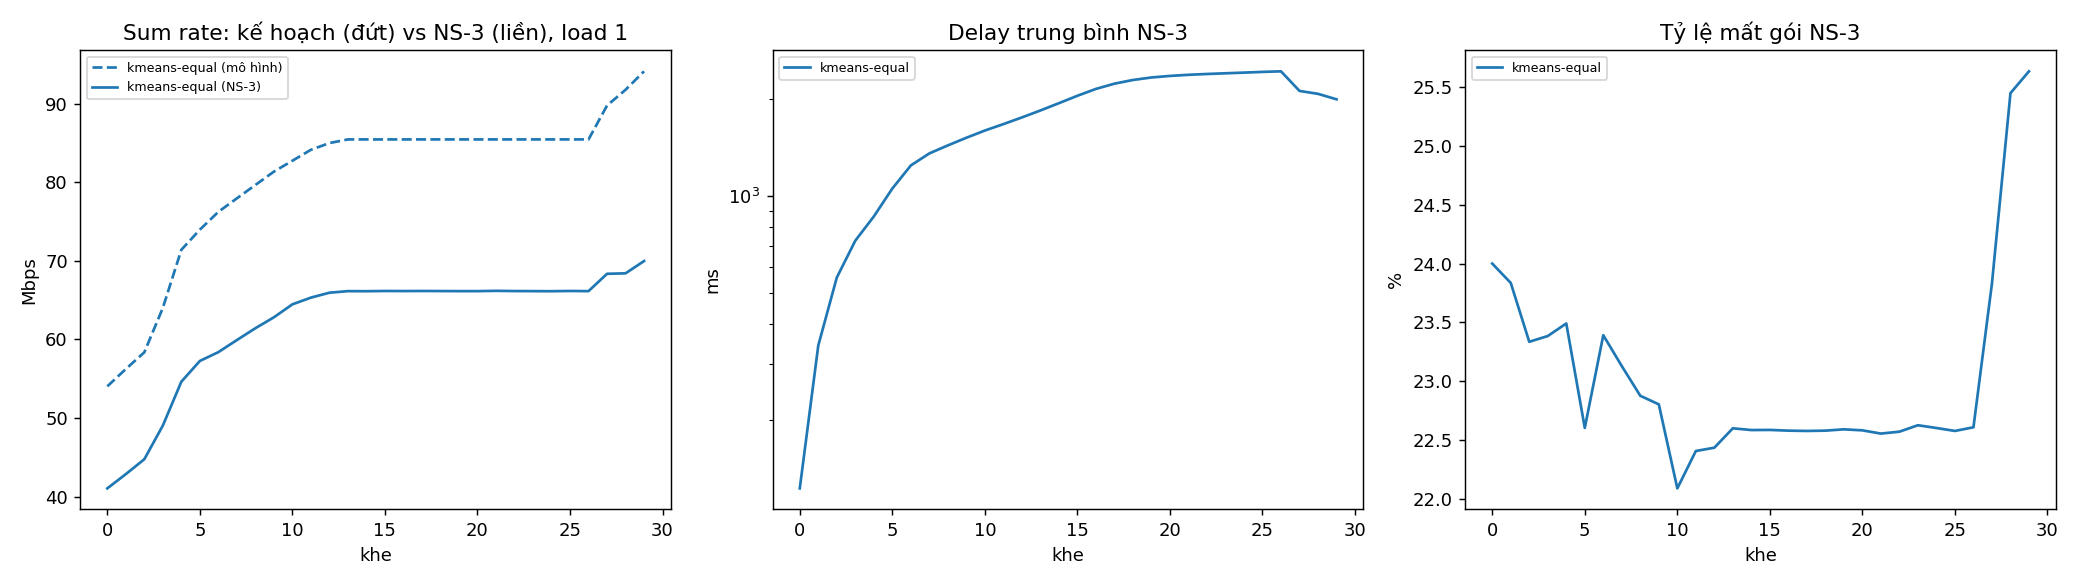 Sum rate: kế hoạch (đứt) vs NS-3 (liền), load 1
kmeans-equal (mô hình)
kmeans-equal (NS-3)
Mbps
90
80
70
60
50
40
0 5 10 15 20 25 30
khe
Delay trung bình NS-3
kmeans-equal
ms
10³
0 5 10 15 20 25 30
khe
Tỷ lệ mất gói NS-3
kmeans-equal
%
25.5
25.0
24.5
24.0
23.5
23.0
22.5
22.0
0 5 10 15 20 25 30
khe